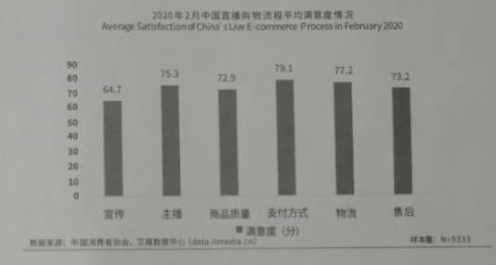 2020年2月中国直播购物流程平均满意度情况
Average Satisfaction of China's Live E-commerce Process in February 2020
90
80
70
60
50
40
30
20
10
0
64.7
75.3
72.9
79.1
77.2
73.2
宣传
主播
商品质量
支付方式
物流
售后
满意度（分）
数据来源：中国消费者协会、艾媒数据中心 (data.iimedia.cn)
样本量：N=5333